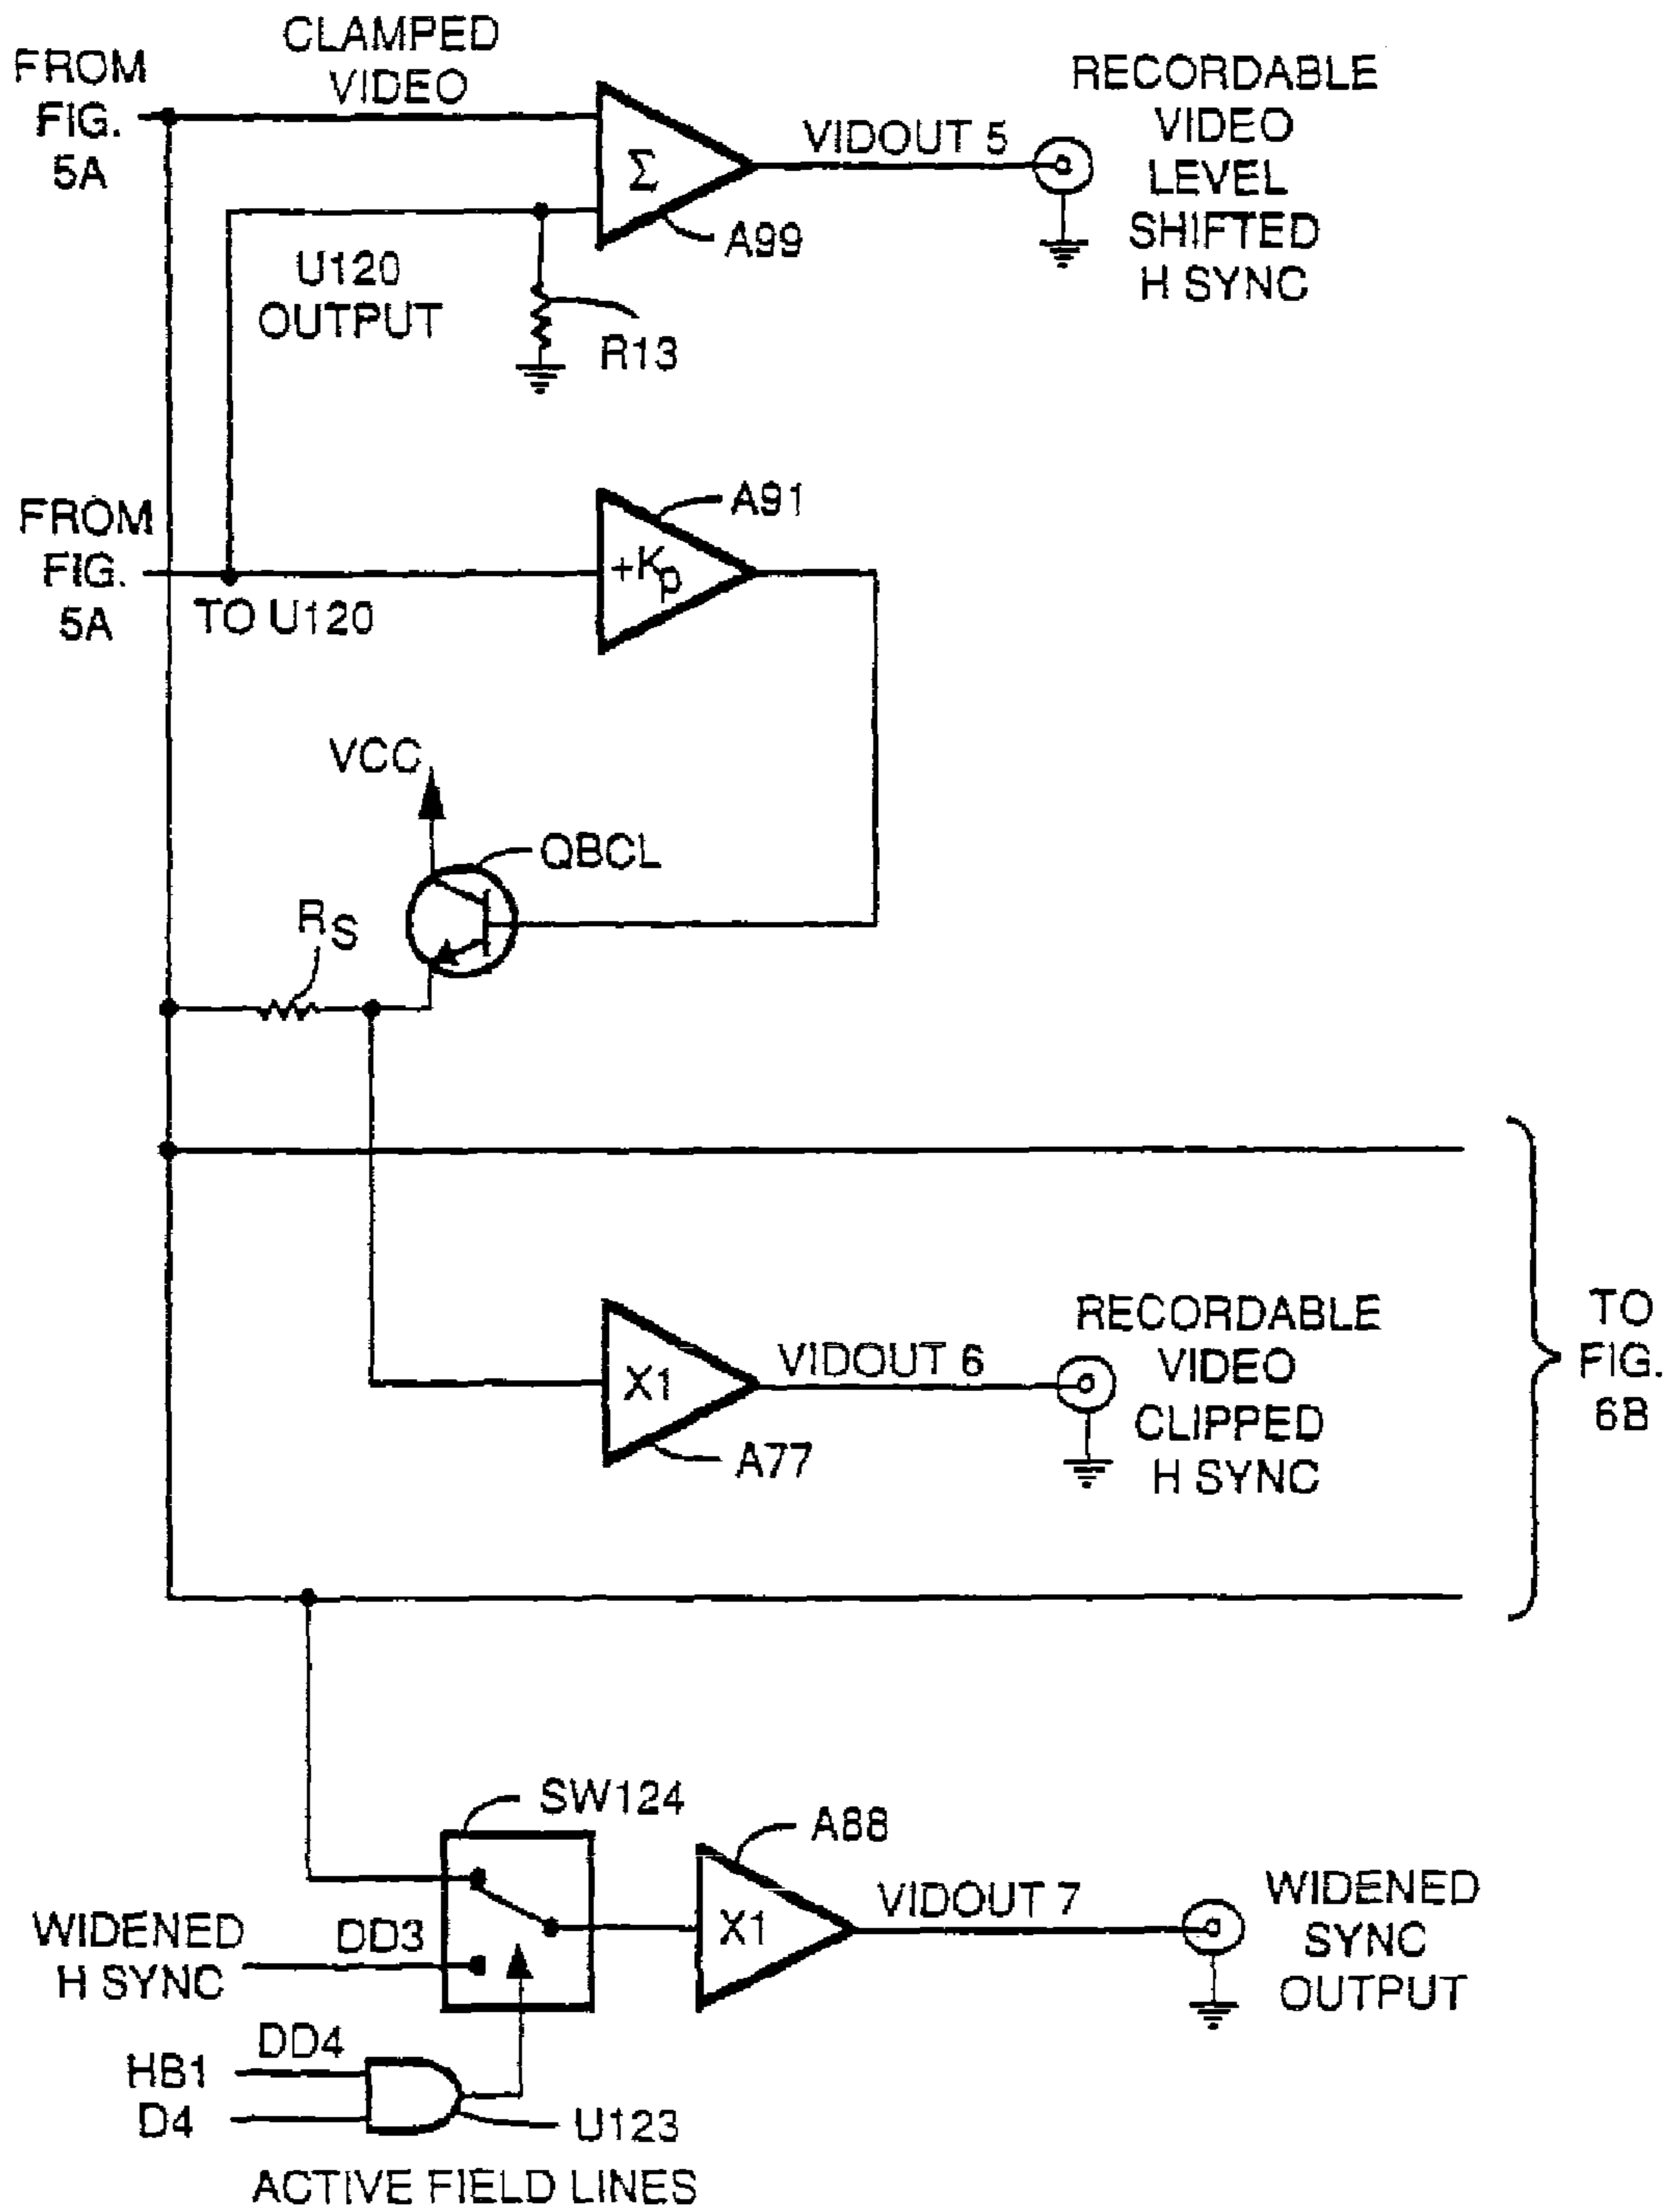 FROM
FIG.
5A
CLAMPED
VIDEO
Σ
A99
VIDOUT 5
RECORDABLE
VIDEO
LEVEL
SHIFTED
H SYNC
U120
OUTPUT
R13
FROM
FIG.
5A
TO U120
+Kp
A91
VCC
QBCL
RS
X1
A77
VIDOUT 6
RECORDABLE
VIDEO
CLIPPED
H SYNC
TO
FIG.
6B
SW124
A88
X1
VIDOUT 7
WIDENED
SYNC
OUTPUT
WIDENED
H SYNC
DD3
DD4
HB1
D4
U123
ACTIVE FIELD LINES